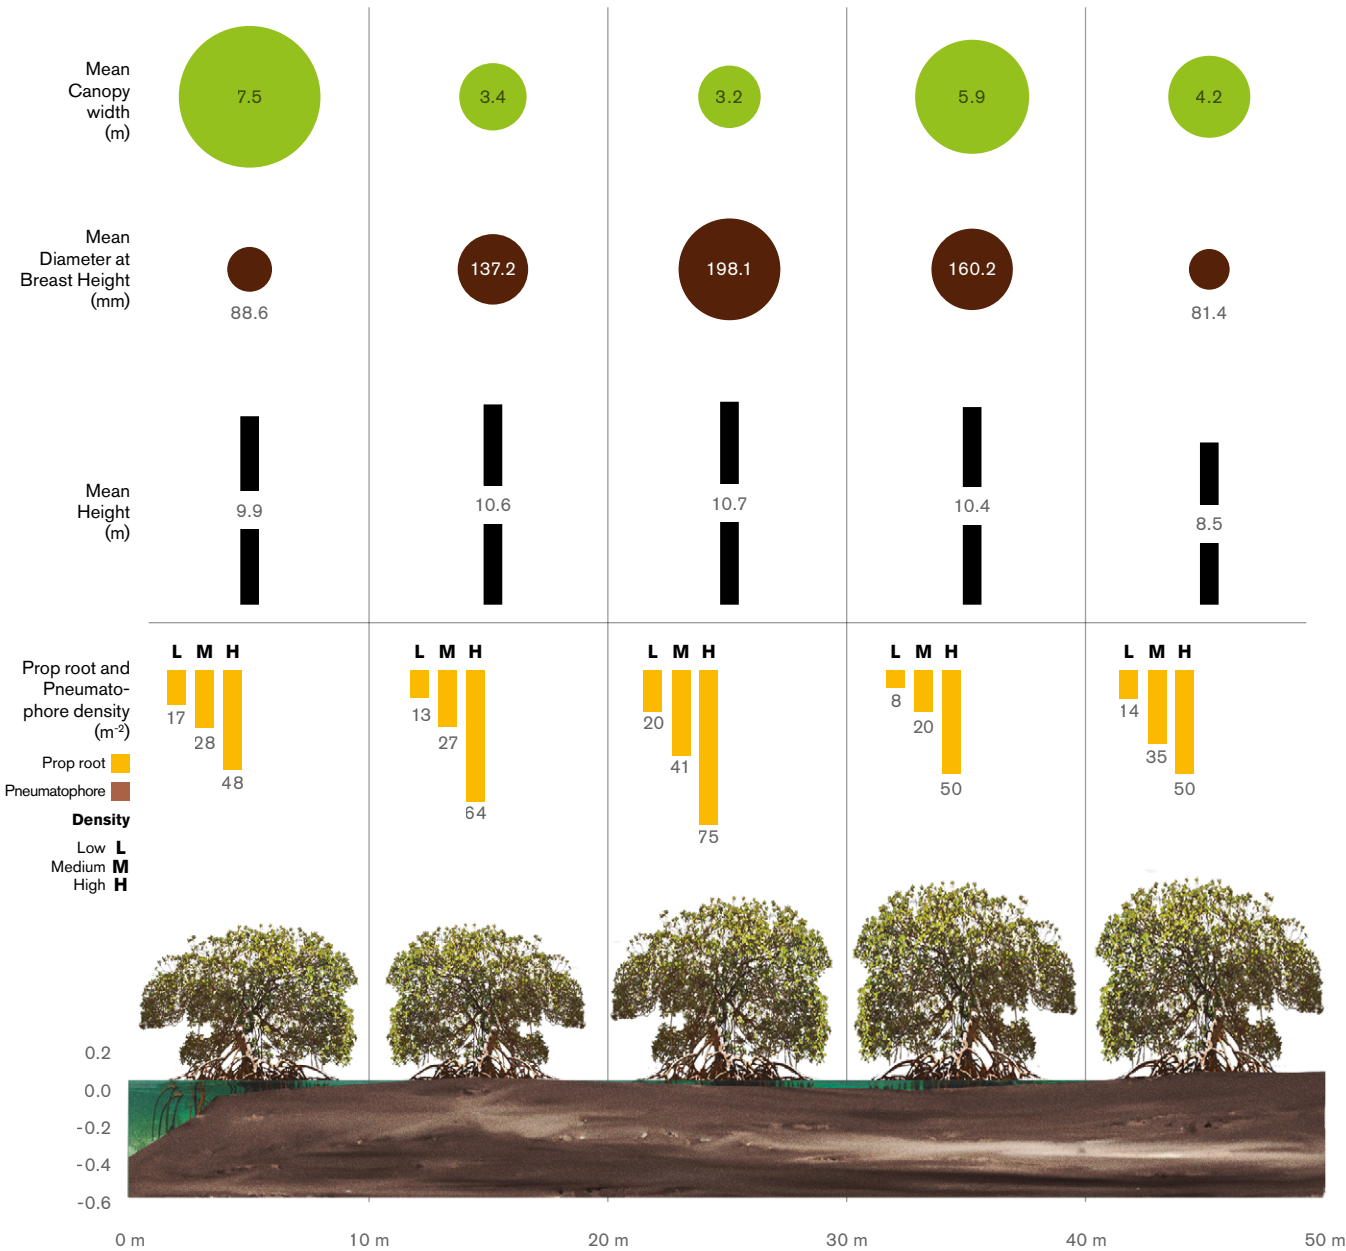 Mean
Canopy
width
(m)
7.5
3.4
3.2
5.9
4.2
Mean
Diameter at
Breast Height
(mm)
88.6
137.2
198.1
160.2
81.4
Mean
Height
(m)
9.9
10.6
10.7
10.4
8.5
Prop root and
Pneumato-
phore density
(m⁻²)
L M H
17 28 48
L M H
13 27 64
L M H
20 41 75
L M H
8 20 50
L M H
14 35 50
Prop root
Pneumatophore
Density
Low L
Medium M
High H
0.2
0.0
-0.2
-0.4
-0.6
0 m 10 m 20 m 30 m 40 m 50 m